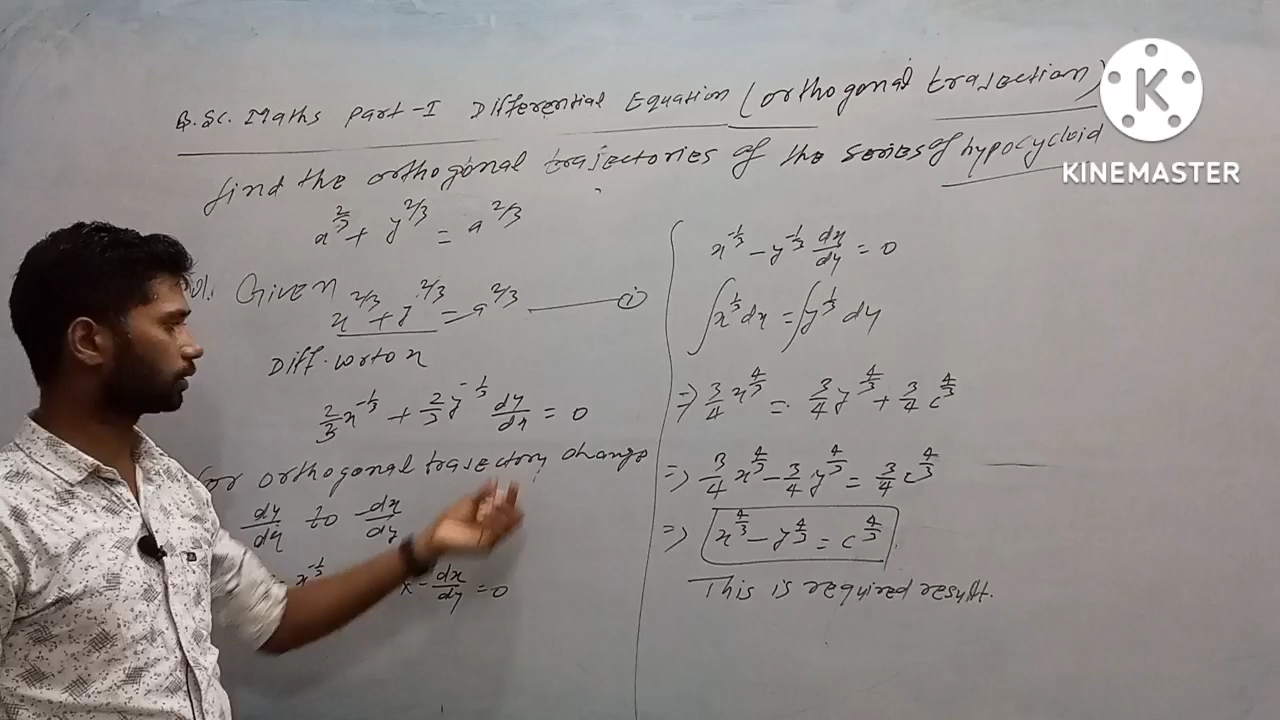 B.Sc. Maths Part-I Differential Equation (orthogonal trajection)
find the orthogonal trajectories of the series of hypocycloid
x^{2/3} + y^{2/3} = a^{2/3}
Given x^{2/3} + y^{2/3} = a^{2/3} —— (i)
Diff. w r to x
2/3 x^{-1/3} + 2/3 y^{-1/3} dy/dx = 0
for orthogonal trajectory change
dy/dx to -dx/dy
x^{-1/3} x - dx/dy = 0
x^{-1/3} - y^{-1/3} dx/dy = 0
∫x^{1/3} dx = ∫y^{1/3} dy
⇒ 3/4 x^{4/3} = 3/4 y^{4/3} + 3/4 c^{4/3}
⇒ 3/4 x^{4/3} - 3/4 y^{4/3} = 3/4 c^{4/3}
⇒ x^{4/3} - y^{4/3} = c^{4/3}
This is required result.
K
KINEMASTER